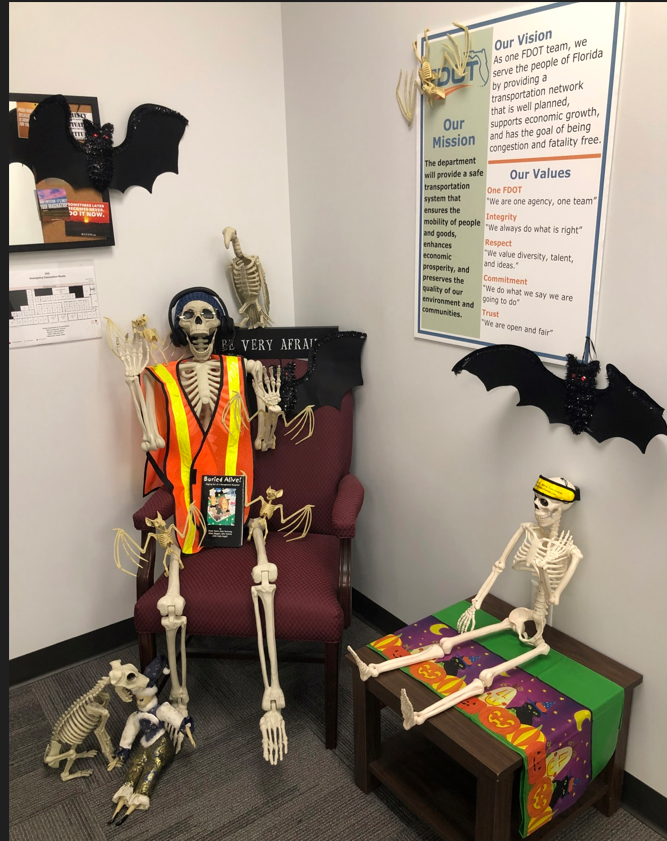 FDOT
Our
Mission
The department
will provide a safe
transportation
system that
ensures the
mobility of people
and goods,
enhances
economic
prosperity, and
preserves the
quality of our
environment and
communities.
Our Vision
As one FDOT team, we
serve the people of Florida
by providing a
transportation network
that is well planned,
supports economic growth,
and has the goal of being
congestion and fatality free.
Our Values
One FDOT
"We are one agency, one team"
Integrity
"We always do what is right"
Respect
"We value diversity, talent,
and ideas."
Commitment
"We do what we say we are
going to do"
Trust
"We are open and fair"
SOMETIMES LATER
BECOMES NEVER.
DO IT NOW.
BE VERY AFRAI
Buried Alive!